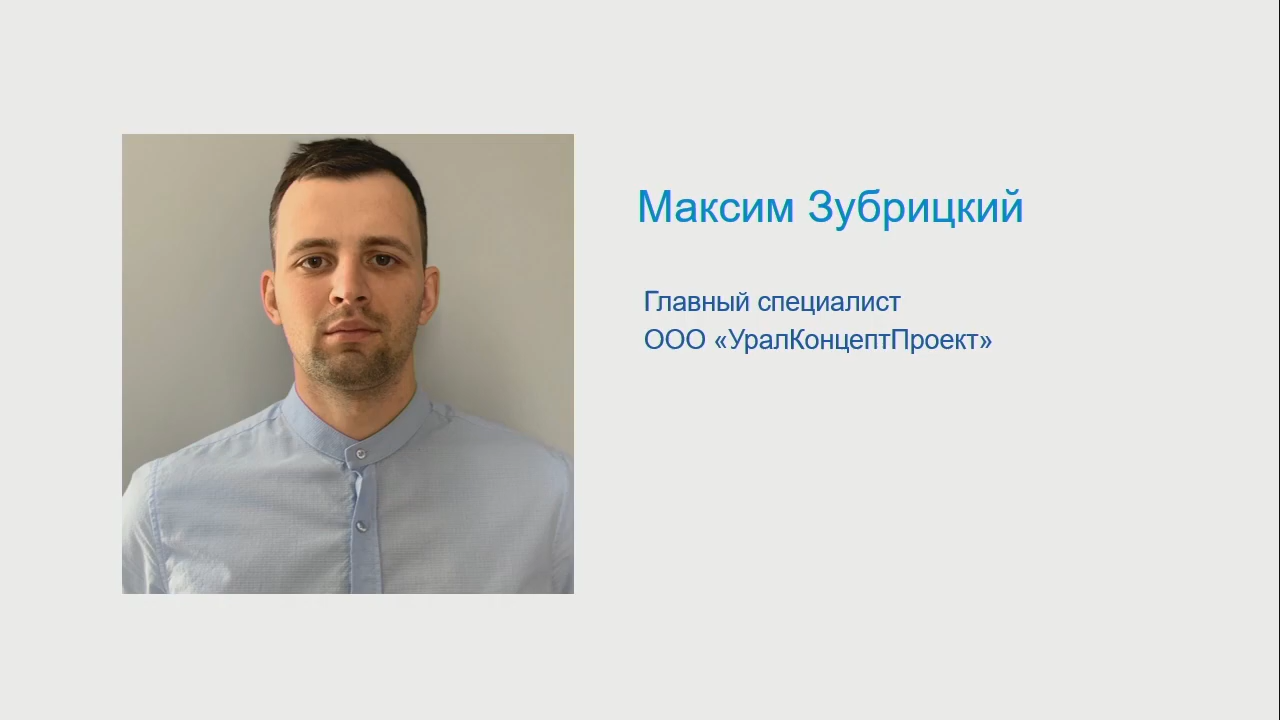 Максим Зубрицкий
Главный специалист
ООО «УралКонцептПроект»